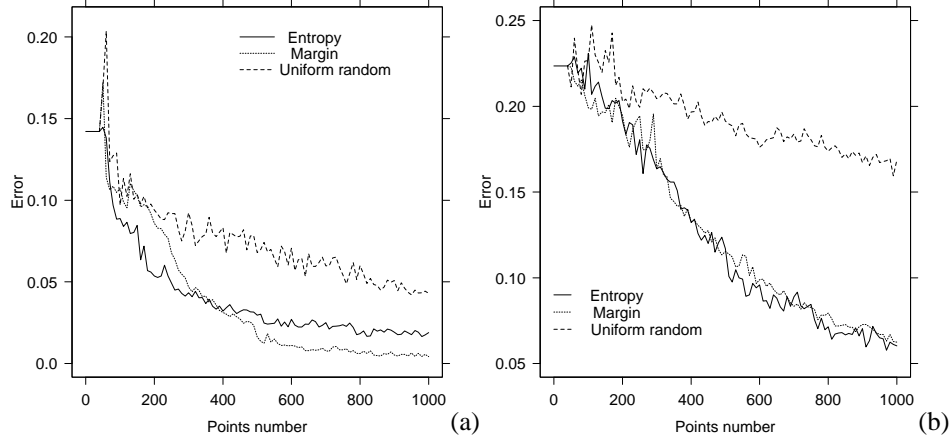 0.20
0.15
0.10
0.05
0.0
Error
0
200
400
600
800
1000
Points number
Entropy
Margin
Uniform random
(a)
0.25
0.20
0.15
0.10
0.05
Error
0
200
400
600
800
1000
Points number
Entropy
Margin
Uniform random
(b)